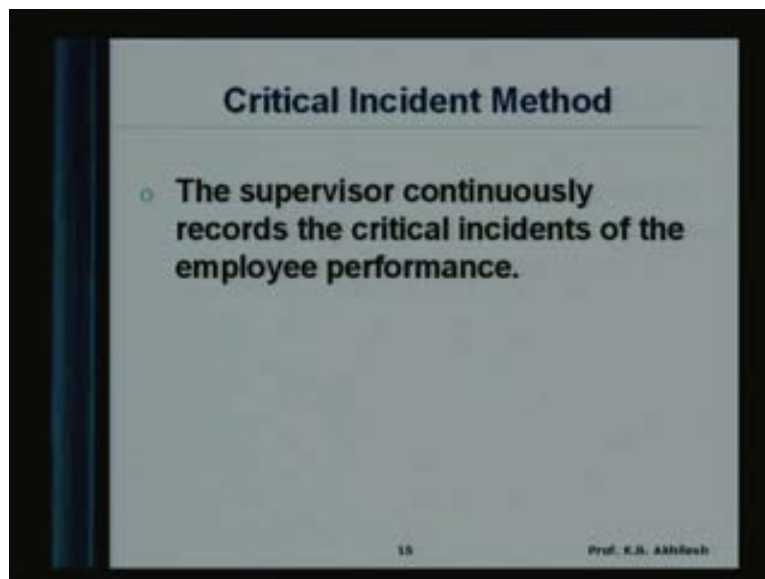 Critical Incident Method
o The supervisor continuously
records the critical incidents of the
employee performance.
15
Prof. K.B. Akhilesh